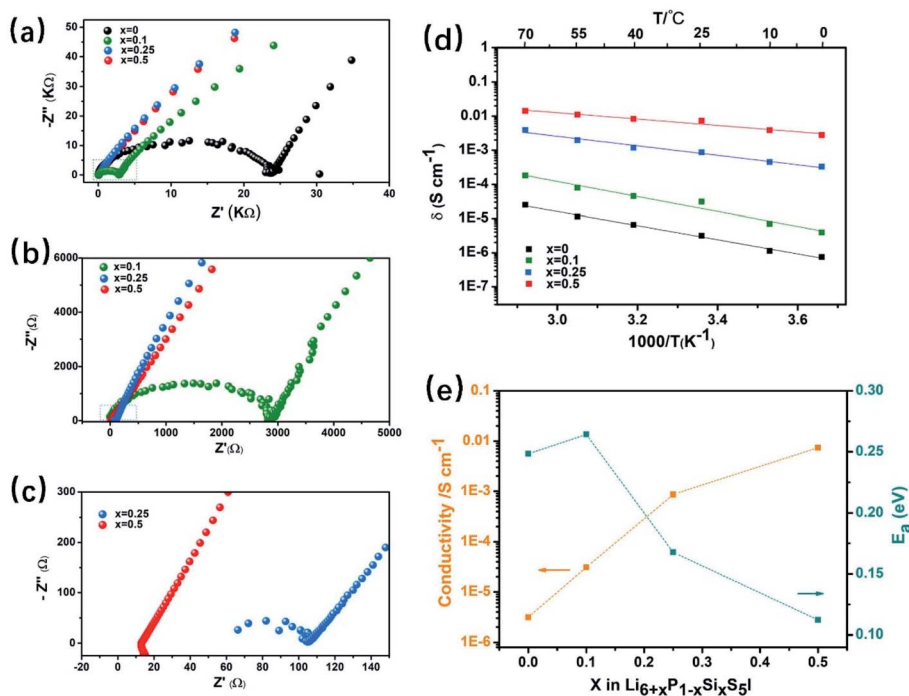 (a)
50
40
30
20
10
0
-Z'' (KΩ)
x=0
x=0.1
x=0.25
x=0.5
0 10 20 30 40
Z' (KΩ)
(b)
6000
4000
2000
0
-Z''(Ω)
x=0.1
x=0.25
x=0.5
0 1000 2000 3000 4000 5000
Z'(Ω)
(c)
300
200
100
0
- Z'' (Ω)
x=0.25
x=0.5
-20 0 20 40 60 80 100 120 140
Z' (Ω)
(d)
T/°C
70 55 40 25 10 0
1
0.1
0.01
1E-3
1E-4
1E-5
1E-6
1E-7
δ (S cm⁻¹)
x=0
x=0.1
x=0.25
x=0.5
3.0 3.1 3.2 3.3 3.4 3.5 3.6
1000/T(K⁻¹)
(e)
0.1
0.01
1E-3
1E-4
1E-5
1E-6
Conductivity /S cm⁻¹
0.30
0.25
0.20
0.15
0.10
Eₐ (eV)
0.0 0.1 0.2 0.3 0.4 0.5
X in Li₆₊ₓP₁₋ₓSiₓS₅I